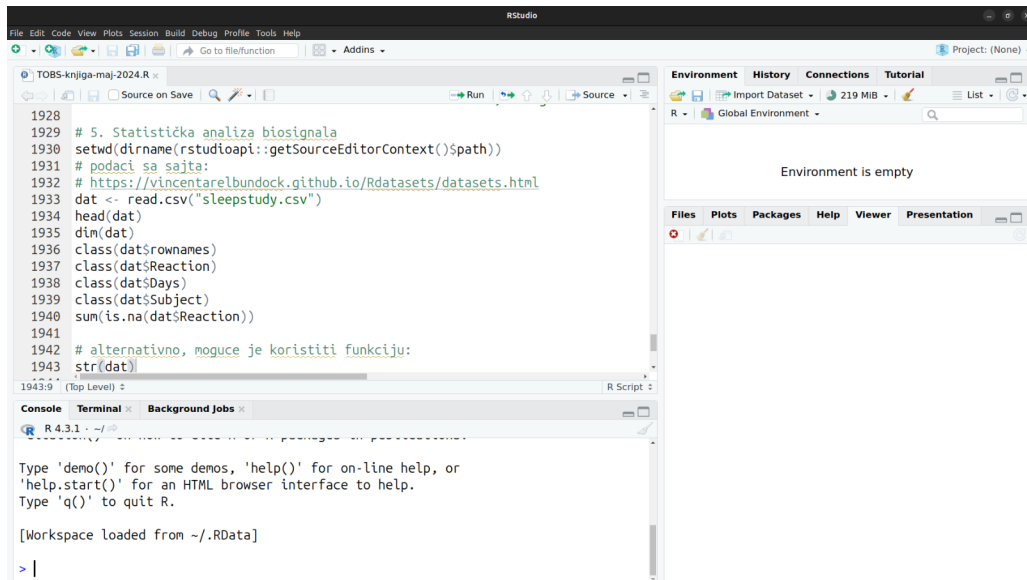 RStudio
File Edit Code View Plots Session Build Debug Profile Tools Help
Go to file/function
Addins
Project: (None)
TOBS-knjiga-maj-2024.R
Source on Save
Run
Source
1928
1929 # 5. Statistička analiza biosignala
1930 setwd(dirname(rstudioapi::getSourceEditorContext()$path))
1931 # podaci sa sajta:
1932 # https://vincentarelbundock.github.io/Rdatasets/datasets.html
1933 dat <- read.csv("sleepstudy.csv")
1934 head(dat)
1935 dim(dat)
1936 class(dat$rownames)
1937 class(dat$Reaction)
1938 class(dat$Days)
1939 class(dat$Subject)
1940 sum(is.na(dat$Reaction))
1941
1942 # alternativno, moguce je koristiti funkciju:
1943 str(dat)
1943:9 (Top Level)
R Script
Console Terminal Background Jobs
R 4.3.1 · ~/
Type 'demo()' for some demos, 'help()' for on-line help, or
'help.start()' for an HTML browser interface to help.
Type 'q()' to quit R.
[Workspace loaded from ~/.RData]
>
Environment History Connections Tutorial
Import Dataset
219 MiB
List
R Global Environment
Environment is empty
Files Plots Packages Help Viewer Presentation